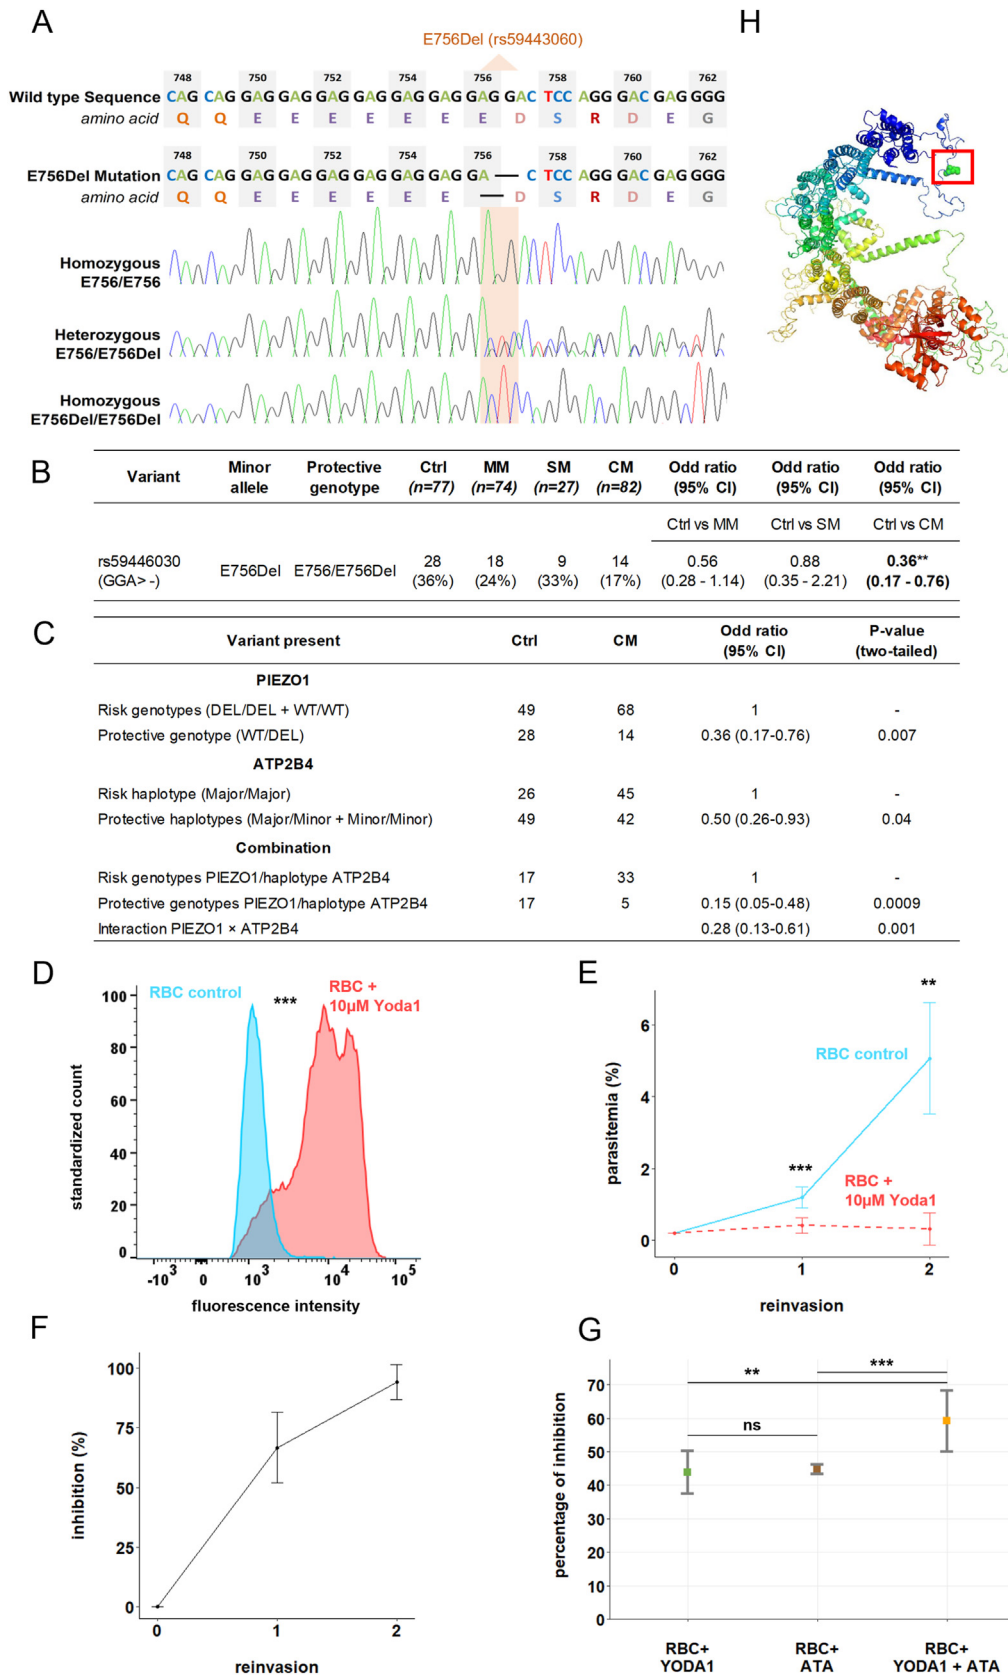 A
E756Del (rs59443060)
748 750 752 754 756 758 760 762
Wild type Sequence CAG CAG GAG GAG GAG GAG GAG GAG GAG GAC TCC AGG GAC GAG GGG
amino acid Q Q E E E E E E E D S R D E G
748 750 752 754 756 758 760 762
E756Del Mutation CAG CAG GAG GAG GAG GAG GAG GAG GA — C TCC AGG GAC GAG GGG
amino acid Q Q E E E E E E — D S R D E G
Homozygous
E756/E756
Heterozygous
E756/E756Del
Homozygous
E756Del/E756Del
H
B
Variant Minor allele Protective genotype Ctrl (n=77) MM (n=74) SM (n=27) CM (n=82) Odd ratio (95% CI) Odd ratio (95% CI) Odd ratio (95% CI)
Ctrl vs MM Ctrl vs SM Ctrl vs CM
rs59446030 (GGA> -) E756Del E756/E756Del 28 (36%) 18 (24%) 9 (33%) 14 (17%) 0.56 (0.28 - 1.14) 0.88 (0.35 - 2.21) 0.36** (0.17 - 0.76)
C
Variant present Ctrl CM Odd ratio (95% CI) P-value (two-tailed)
PIEZO1
Risk genotypes (DEL/DEL + WT/WT) 49 68 1 -
Protective genotype (WT/DEL) 28 14 0.36 (0.17-0.76) 0.007
ATP2B4
Risk haplotype (Major/Major) 26 45 1 -
Protective haplotypes (Major/Minor + Minor/Minor) 49 42 0.50 (0.26-0.93) 0.04
Combination
Risk genotypes PIEZO1/haplotype ATP2B4 17 33 1 -
Protective genotypes PIEZO1/haplotype ATP2B4 17 5 0.15 (0.05-0.48) 0.0009
Interaction PIEZO1 × ATP2B4 0.28 (0.13-0.61) 0.001
D
RBC control
***
RBC +
10µM Yoda1
standardized count
100
80
60
40
20
0
-10³ 0 10³ 10⁴ 10⁵
fluorescence intensity
E
**
RBC control
***
RBC +
10µM Yoda1
parasitemia (%)
6
4
2
0
0 1 2
reinvasion
F
inhibition (%)
100
75
50
25
0
0 1 2
reinvasion
G
**
***
ns
percentage of inhibition
70
60
50
40
30
20
10
0
RBC+ RBC+ RBC+
YODA1 ATA YODA1 + ATA